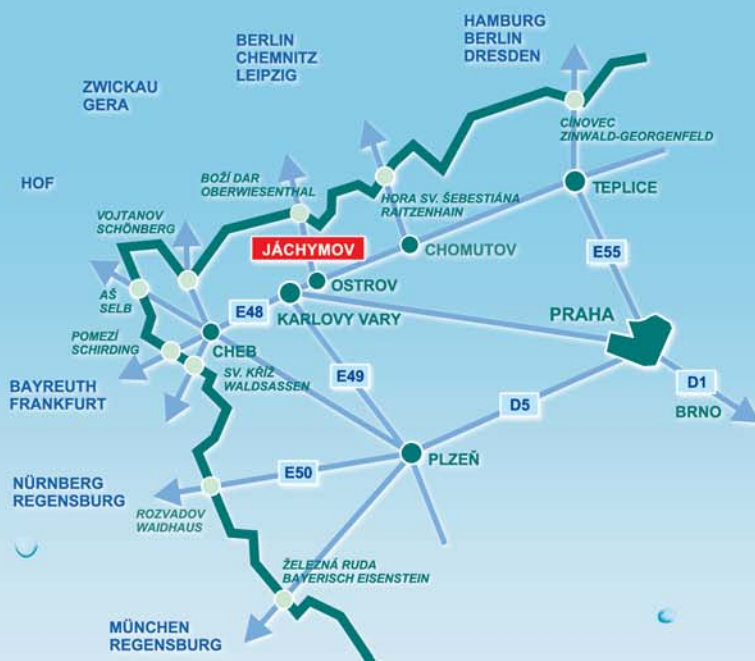 HAMBURG
BERLIN
DRESDEN
BERLIN
CHEMNITZ
LEIPZIG
ZWICKAU
GERA
CÍNOVEC
ZINWALD-GEORGENFELD
HOF
BOŽÍ DAR
OBERWIESENTHAL
HORA SV. ŠEBESTIÁNA
RAITZENHAIN
TEPLICE
VOJTANOV
SCHÖNBERG
JÁCHYMOV
CHOMUTOV
E55
OSTROV
AŠ
SELB
E48
KARLOVY VARY
PRAHA
POMEZÍ
SCHIRDING
CHEB
SV. KŘÍŽ
WALDSASSEN
E49
BAYREUTH
FRANKFURT
D5
D1
BRNO
PLZEŇ
E50
NÜRNBERG
REGENSBURG
ROZVADOV
WAIDHAUS
ŽELEZNÁ RUDA
BAYERISCH EISENSTEIN
MÜNCHEN
REGENSBURG